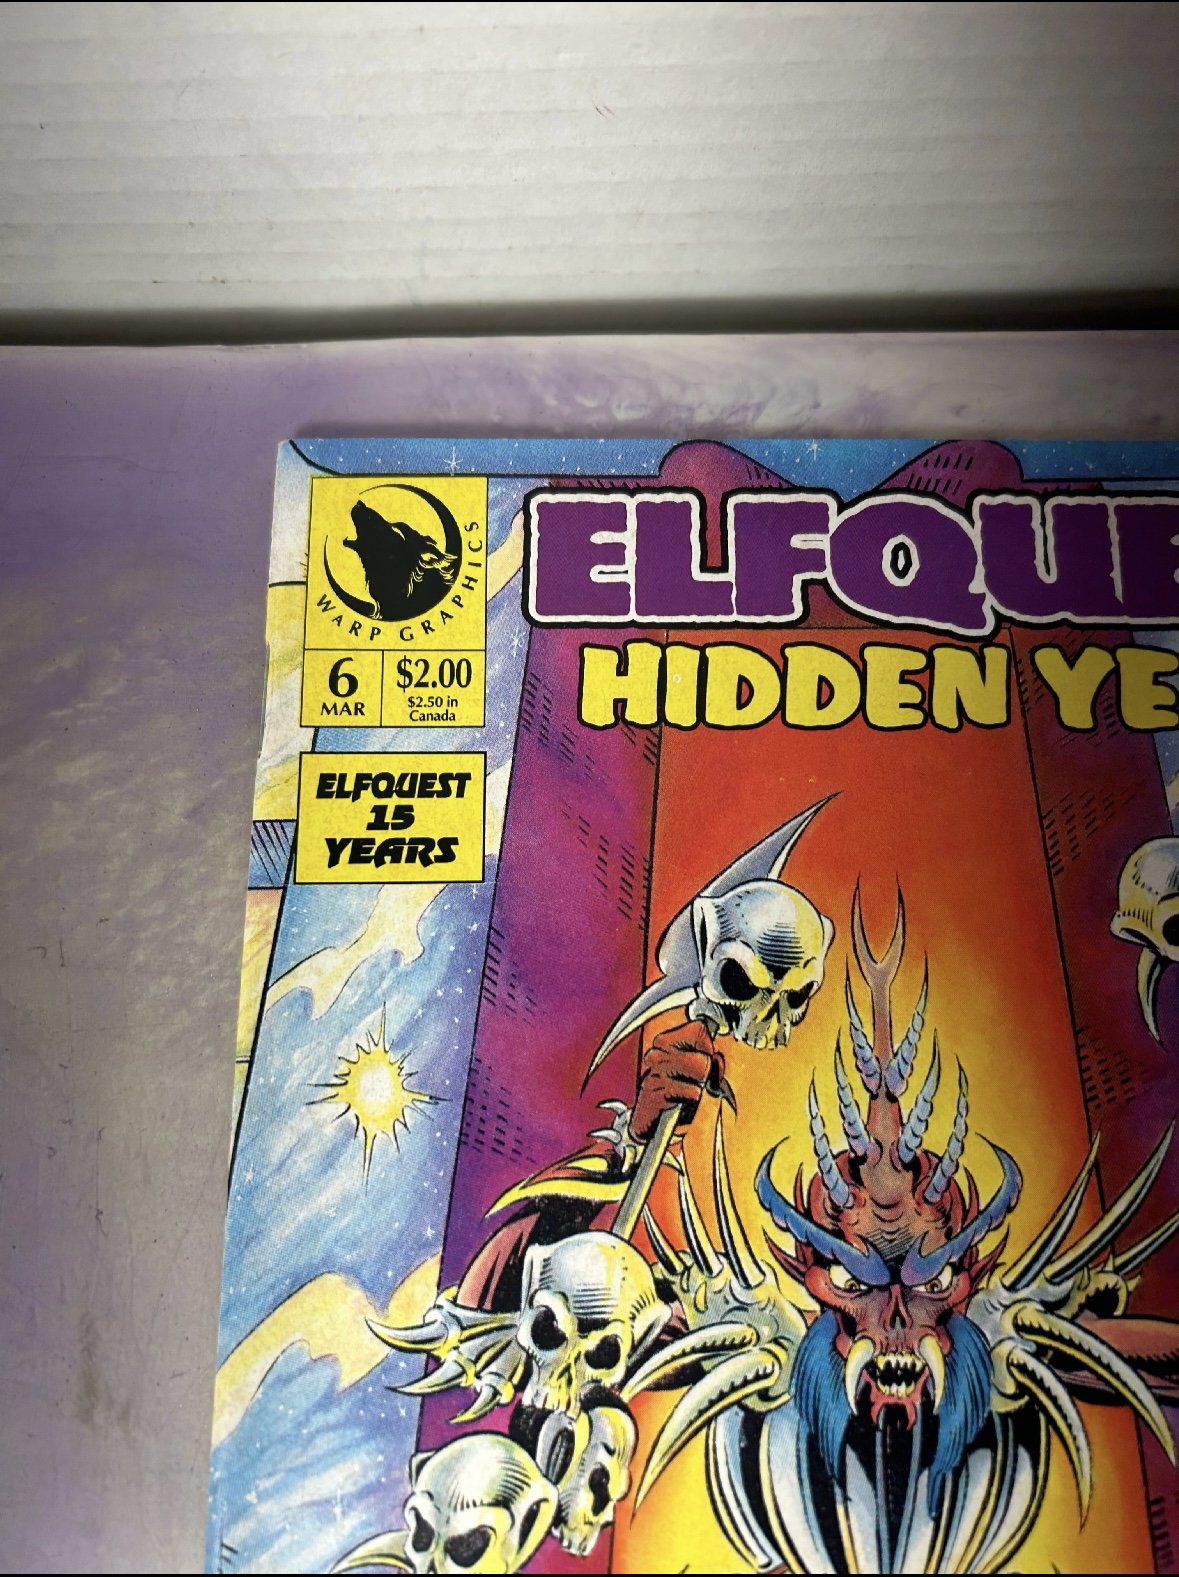 WARP GRAPHICS
6
MAR
$2.00
$2.50 in
Canada
ELFQUEST
15
YEARS
ELFQUE
HIDDEN YE